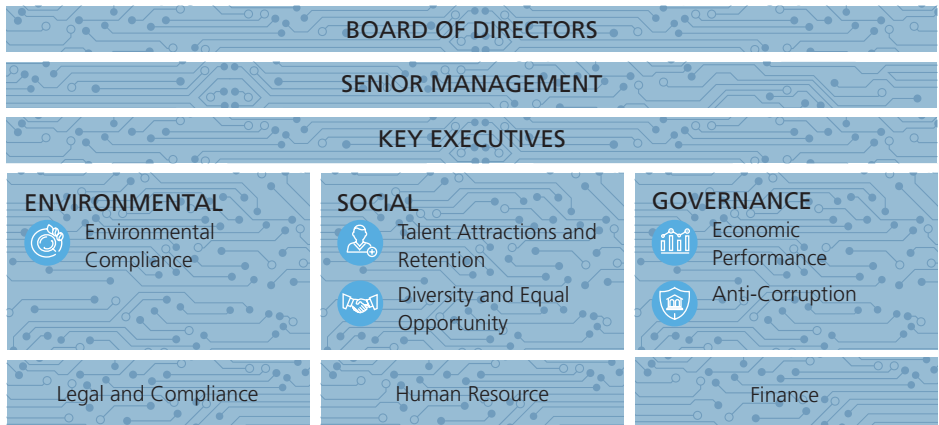 BOARD OF DIRECTORS
SENIOR MANAGEMENT
KEY EXECUTIVES
ENVIRONMENTAL
Environmental
Compliance
SOCIAL
Talent Attractions and
Retention
Diversity and Equal
Opportunity
GOVERNANCE
Economic
Performance
Anti-Corruption
Legal and Compliance
Human Resource
Finance